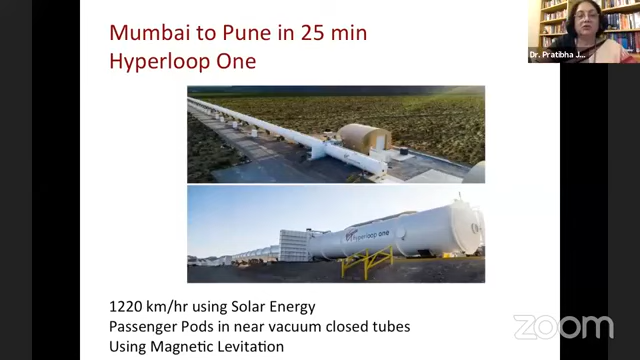 Mumbai to Pune in 25 min
Hyperloop One
Dr. Pratibha J...
hyperloop one
1220 km/hr using Solar Energy
Passenger Pods in near vacuum closed tubes
Using Magnetic Levitation
zoom